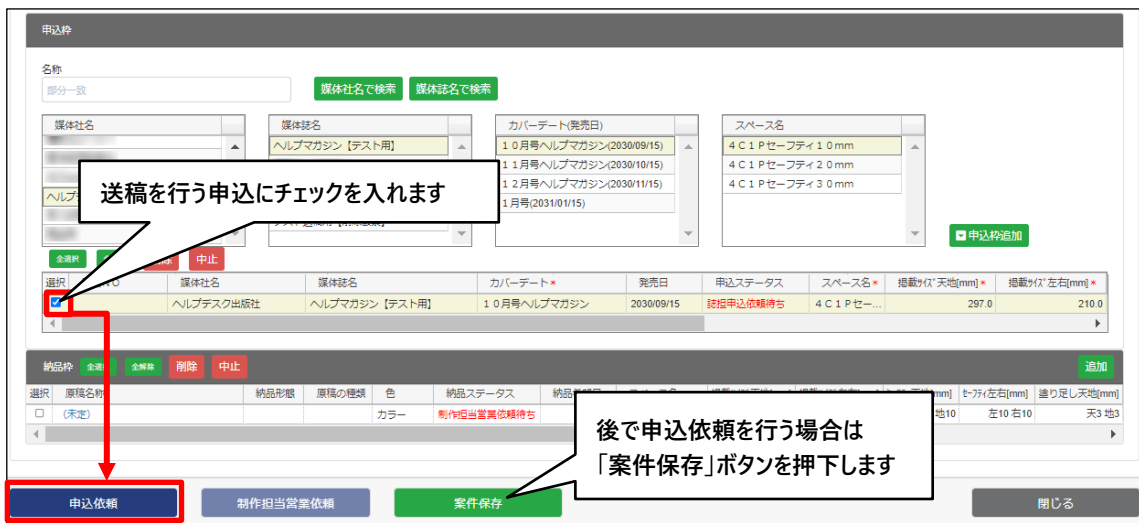 申込枠
名称
部分一致
媒体社名で検索 媒体誌名で検索
媒体社名 媒体誌名 カバーデート(発売日) スペース名
ヘルプマガジン【テスト用】 10月号ヘルプマガジン(2030/09/15) 4C1Pセーフティ10mm
11月号ヘルプマガジン(2030/10/15) 4C1Pセーフティ20mm
12月号ヘルプマガジン(2030/11/15) 4C1Pセーフティ30mm
1月号(2031/01/15)
送稿を行う申込にチェックを入れます
申込枠追加
全選択 中止
選択 媒体社名 媒体誌名 カバーデート* 発売日 申込ステータス スペース名* 掲載ｻｲｽﾞ天地[mm]* 掲載ｻｲｽﾞ左右[mm]*
ヘルプデスク出版社 ヘルプマガジン【テスト用】 10月号ヘルプマガジン 2030/09/15 誌担申込依頼待ち 4C1Pセー... 297.0 210.0
納品枠 全選択 全解除 削除 中止 追加
選択 原稿名称 納品形態 原稿の種類 色 納品ステータス ｾｰﾌﾃｨ左右[mm] 塗り足し天地[mm]
(未定) カラー 制作担当営業依頼待ち 地10 左10 右10 天3 地3
後で申込依頼を行う場合は
「案件保存」ボタンを押下します
申込依頼 制作担当営業依頼 案件保存 閉じる